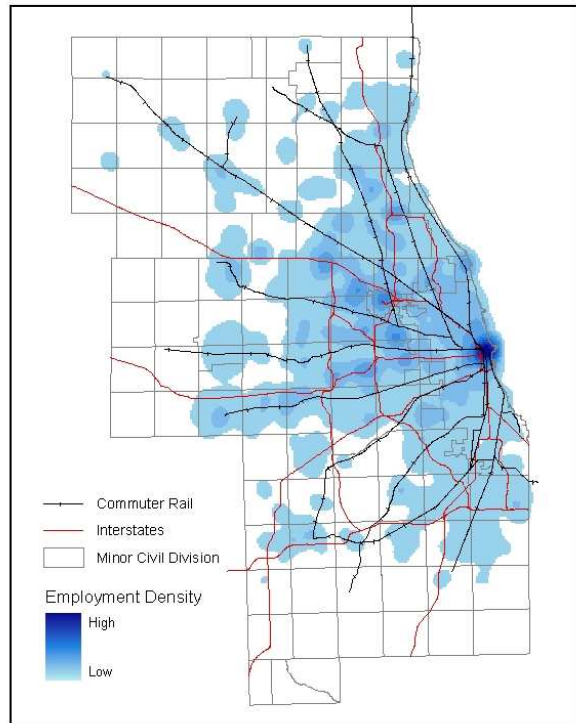 Commuter Rail
Interstates
Minor Civil Division
Employment Density
High
Low